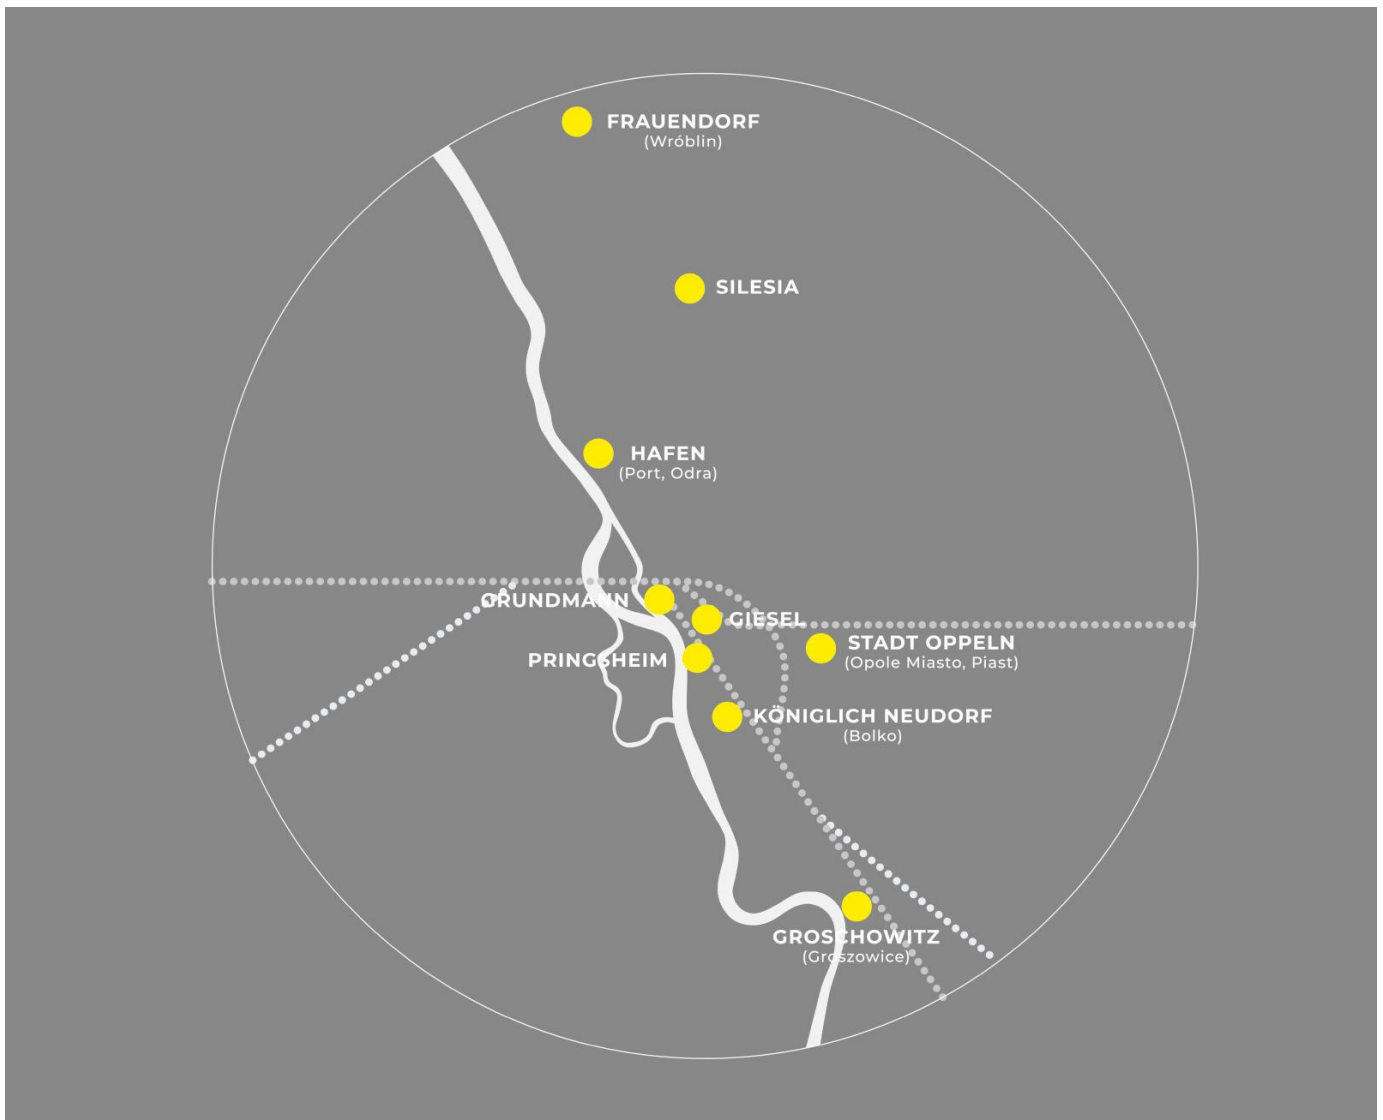 FRAUENDORF
(Wróblin)
SILESIA
HAFEN
(Port, Odra)
GRUNDMANN
GIESEL
STADT OPPELN
(Opole Miasto, Piast)
PRINGSHEIM
KÖNIGLICH NEUDORF
(Bolko)
GROSCHOWITZ
(Groszowice)